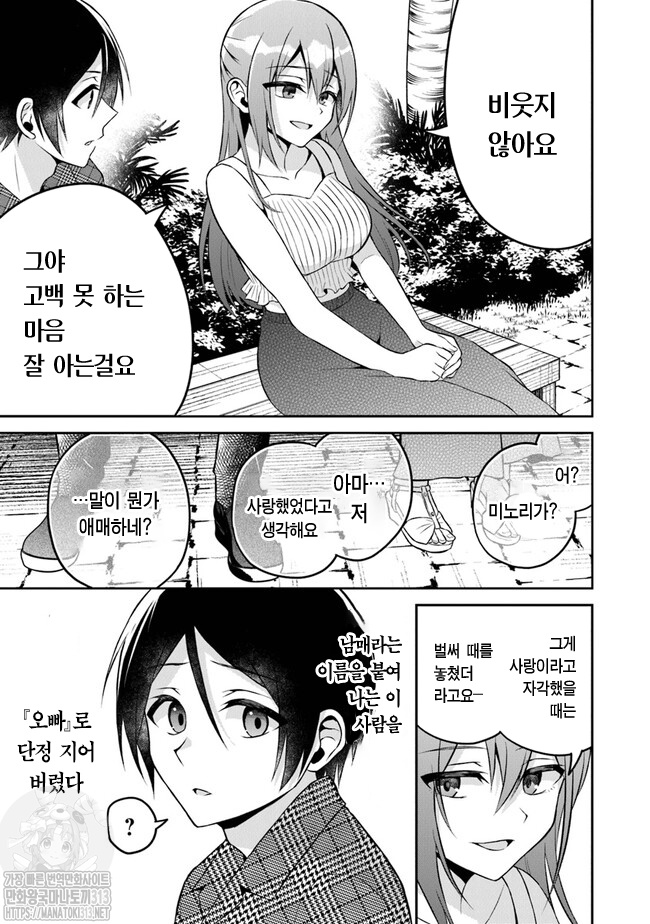 비웃지
않아요
그야
고백 못 하는
마음
잘 아는걸요
어?
미노리가?
아마…
저
사랑했었다고
생각해요
…말이 뭔가
애매하네?
그게
사랑이라고
자각했을
때는
벌써 때를
놓쳤더
라고요―
남매라는
이름을 붙여
나는 이
사람을
『오빠』로
단정 지어
버렸다
?
가장 빠른 번역만화사이트
만화왕국마나토끼313
HTTPS://MANATOKI313.NET